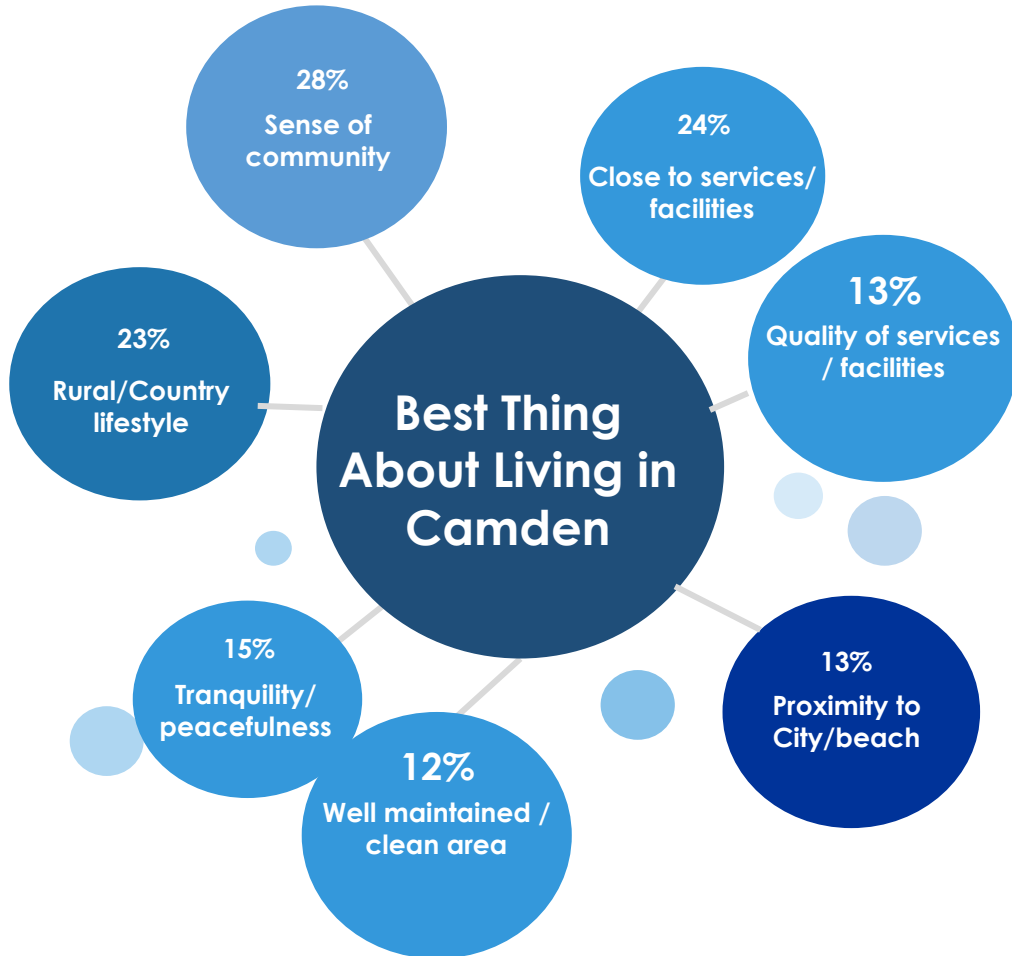 28%
Sense of
community
24%
Close to services/
facilities
13%
Quality of services
/ facilities
23%
Rural/Country
lifestyle
Best Thing
About Living in
Camden
15%
Tranquility/
peacefulness
13%
Proximity to
City/beach
12%
Well maintained /
clean area